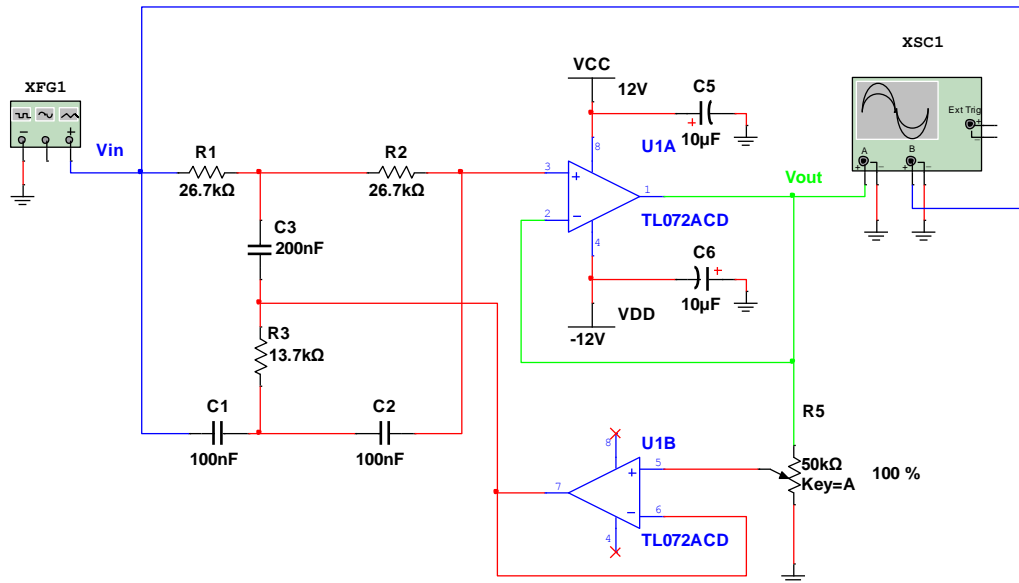 XSC1
XFG1
VCC
12V
C5
10µF
Ext Trig
+
_
A
B
+
_
+
_
U1A
Vin
R1
26.7kΩ
R2
26.7kΩ
3
2
8
4
1
+
−
TL072ACD
Vout
C3
200nF
C6
10µF
+
+
VDD
-12V
R3
13.7kΩ
C1
100nF
C2
100nF
R5
50kΩ
Key=A
100 %
U1B
8
5
6
7
4
+
−
TL072ACD